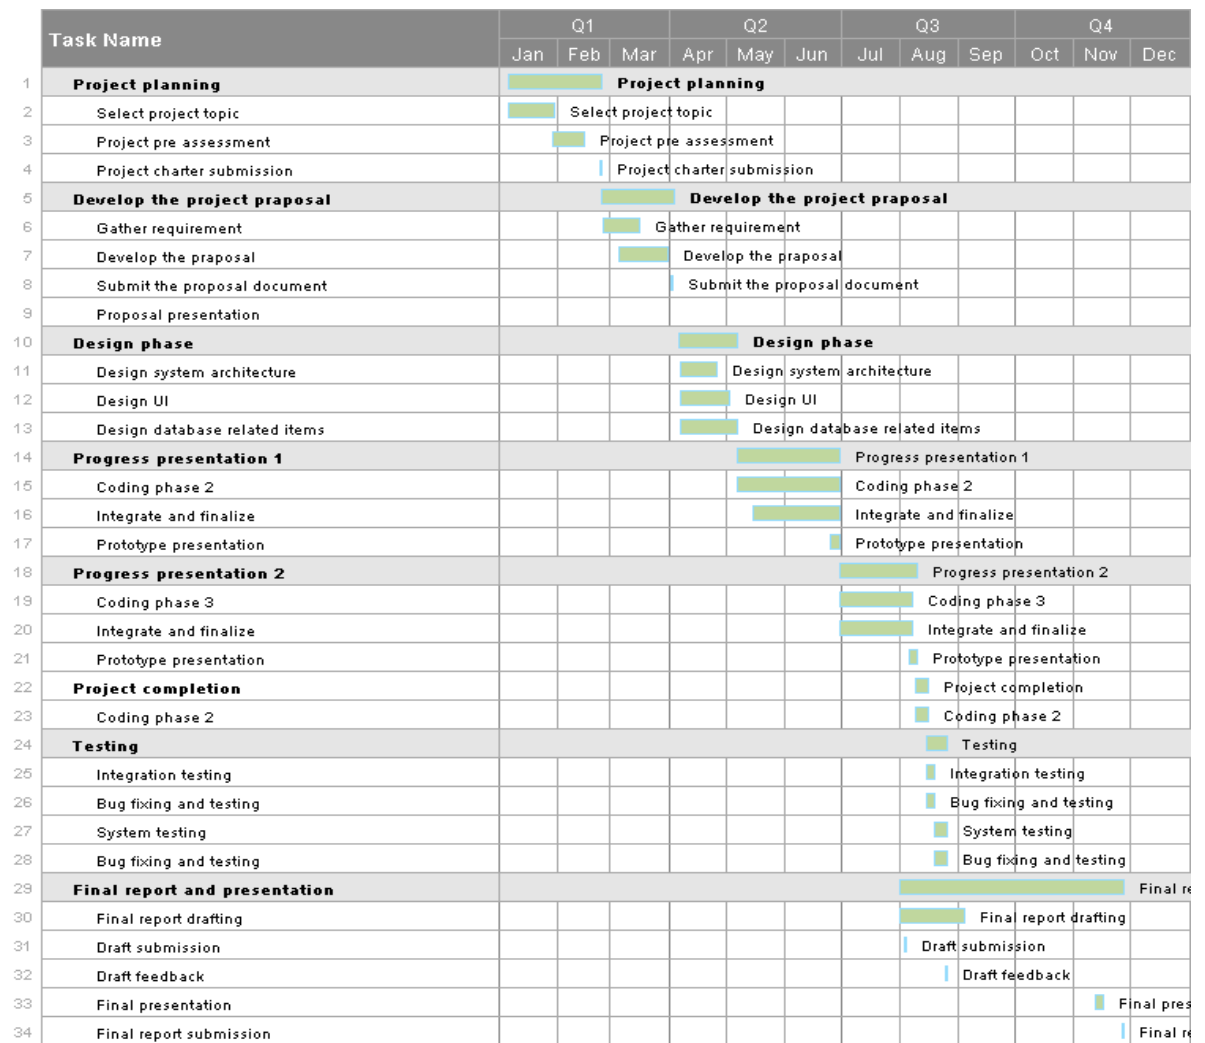 Task Name Q1 Q2 Q3 Q4
Jan Feb Mar Apr May Jun Jul Aug Sep Oct Nov Dec
1 Project planning Project planning
2 Select project topic Select project topic
3 Project pre assessment Project pre assessment
4 Project charter submission Project charter submission
5 Develop the project praposal Develop the project praposal
6 Gather requirement Gather requirement
7 Develop the praposal Develop the praposal
8 Submit the proposal document Submit the proposal document
9 Proposal presentation
10 Design phase Design phase
11 Design system architecture Design system architecture
12 Design UI Design UI
13 Design database related items Design database related items
14 Progress presentation 1 Progress presentation 1
15 Coding phase 2 Coding phase 2
16 Integrate and finalize Integrate and finalize
17 Prototype presentation Prototype presentation
18 Progress presentation 2 Progress presentation 2
19 Coding phase 3 Coding phase 3
20 Integrate and finalize Integrate and finalize
21 Prototype presentation Prototype presentation
22 Project completion Project completion
23 Coding phase 2 Coding phase 2
24 Testing Testing
25 Integration testing Integration testing
26 Bug fixing and testing Bug fixing and testing
27 System testing System testing
28 Bug fixing and testing Bug fixing and testing
29 Final report and presentation Final re
30 Final report drafting Final report drafting
31 Draft submission Draft submission
32 Draft feedback Draft feedback
33 Final presentation Final pres
34 Final report submission Final re